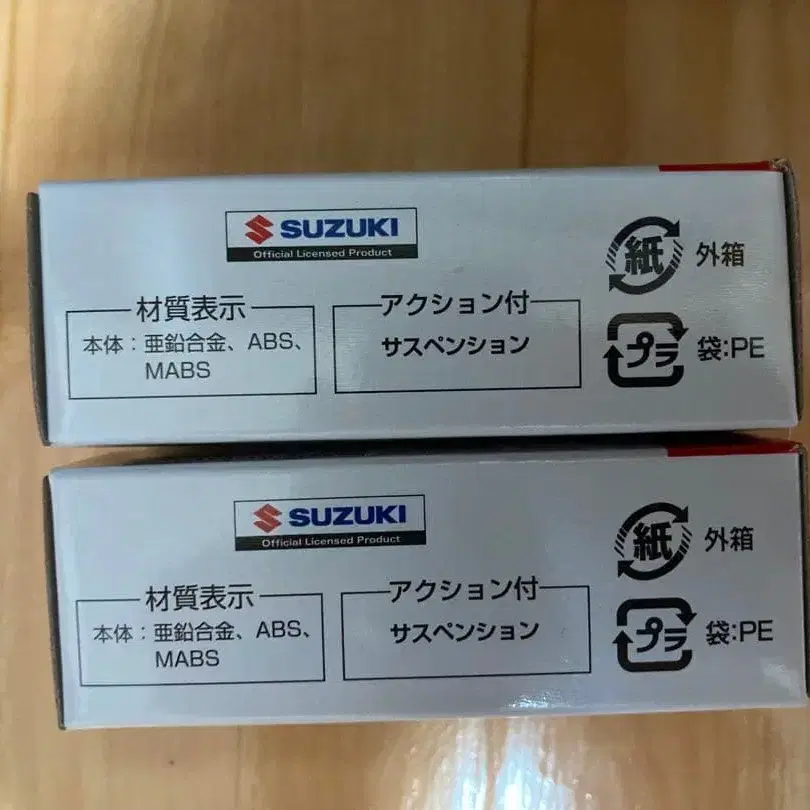 SUZUKI
Official Licensed Product
材質表示
本体：亜鉛合金、ABS、
MABS
アクション付
サスペンション
紙 外箱
プラ 袋:PE
SUZUKI
Official Licensed Product
材質表示
本体：亜鉛合金、ABS、
MABS
アクション付
サスペンション
紙 外箱
プラ 袋:PE